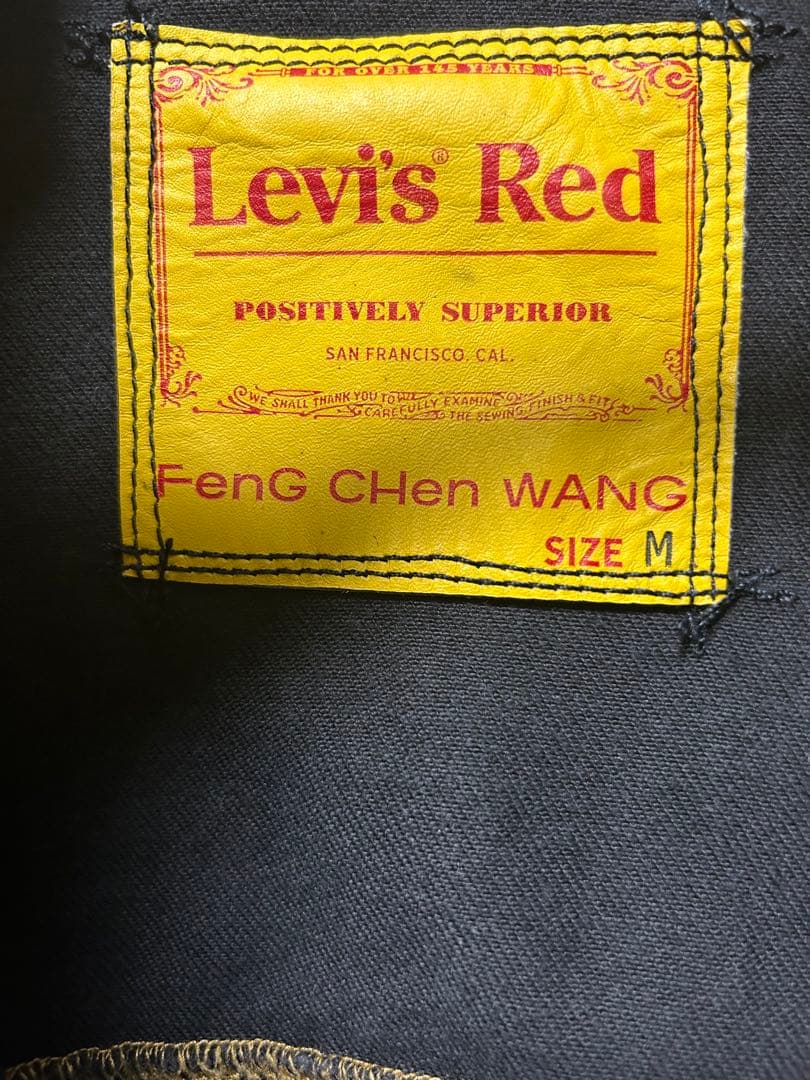 FOR OVER 165 YEARS
Levi's® Red
POSITIVELY SUPERIOR
SAN FRANCISCO. CAL.
WE SHALL THANK YOU TO CAREFULLY EXAMINE THE SEWING, FINISH & FIT
FenG CHen WANG
SIZE M